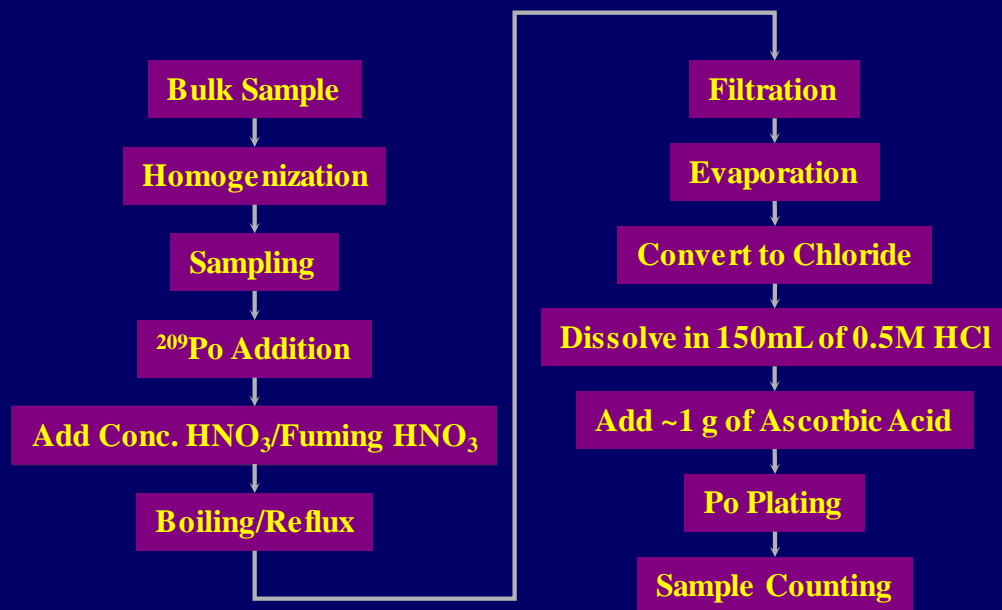 Bulk Sample
Homogenization
Sampling
²⁰⁹Po Addition
Add Conc. HNO₃/Fuming HNO₃
Boiling/Reflux
Filtration
Evaporation
Convert to Chloride
Dissolve in 150mL of 0.5M HCl
Add ~1 g of Ascorbic Acid
Po Plating
Sample Counting